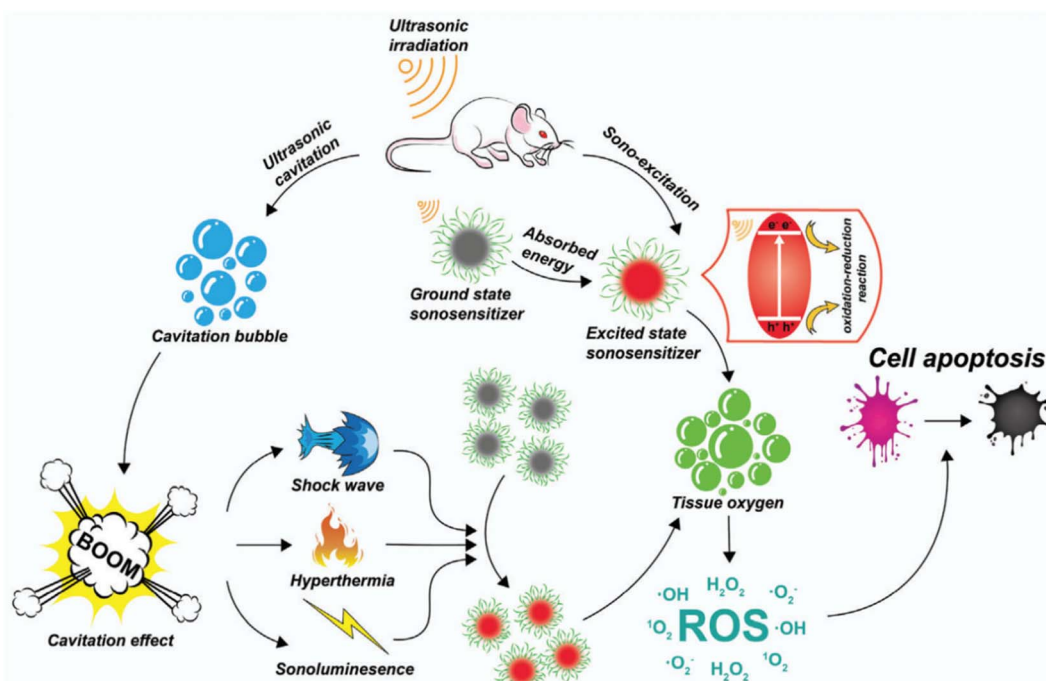 Ultrasonic
irradiation
Ultrasonic
cavitation
Sono-excitation
Absorbed
energy
Ground state
sonosensitizer
Excited state
sonosensitizer
e⁻ e⁻
h⁺ h⁺
oxidation-reduction
reaction
Cavitation bubble
Cell apoptosis
Shock wave
Tissue oxygen
BOOM
Hyperthermia
Cavitation effect
Sonoluminesence
·OH H₂O₂ ·O₂⁻
¹O₂ ROS ·OH
·O₂⁻ H₂O₂ ¹O₂